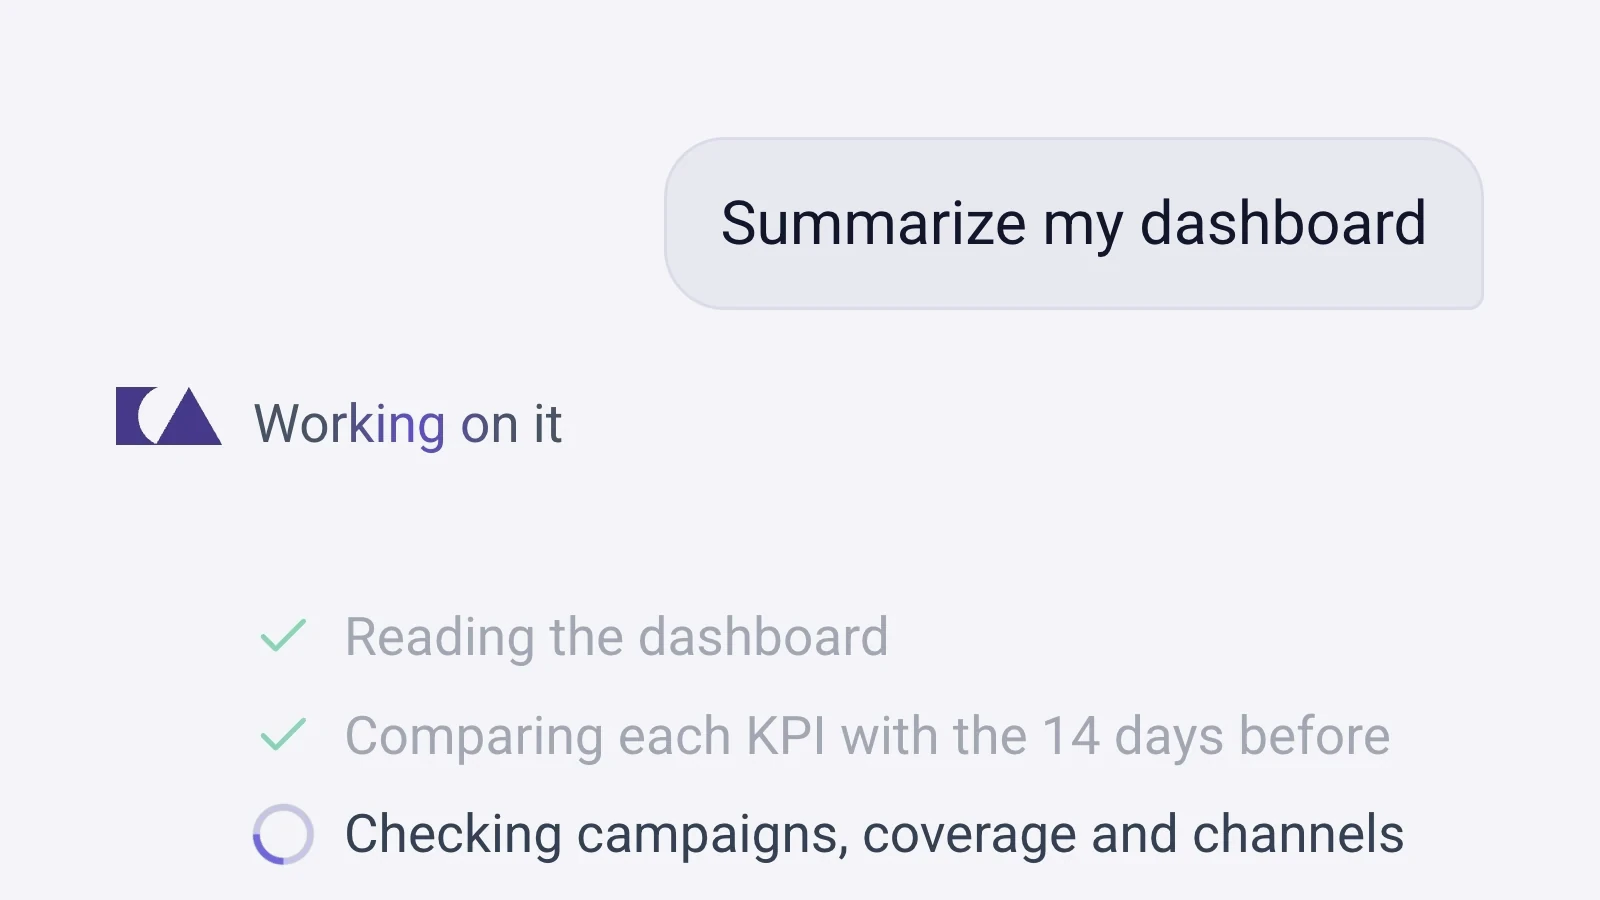 Summarize my dashboard
Working on it
Reading the dashboard
Comparing each KPI with the 14 days before
Checking campaigns, coverage and channels